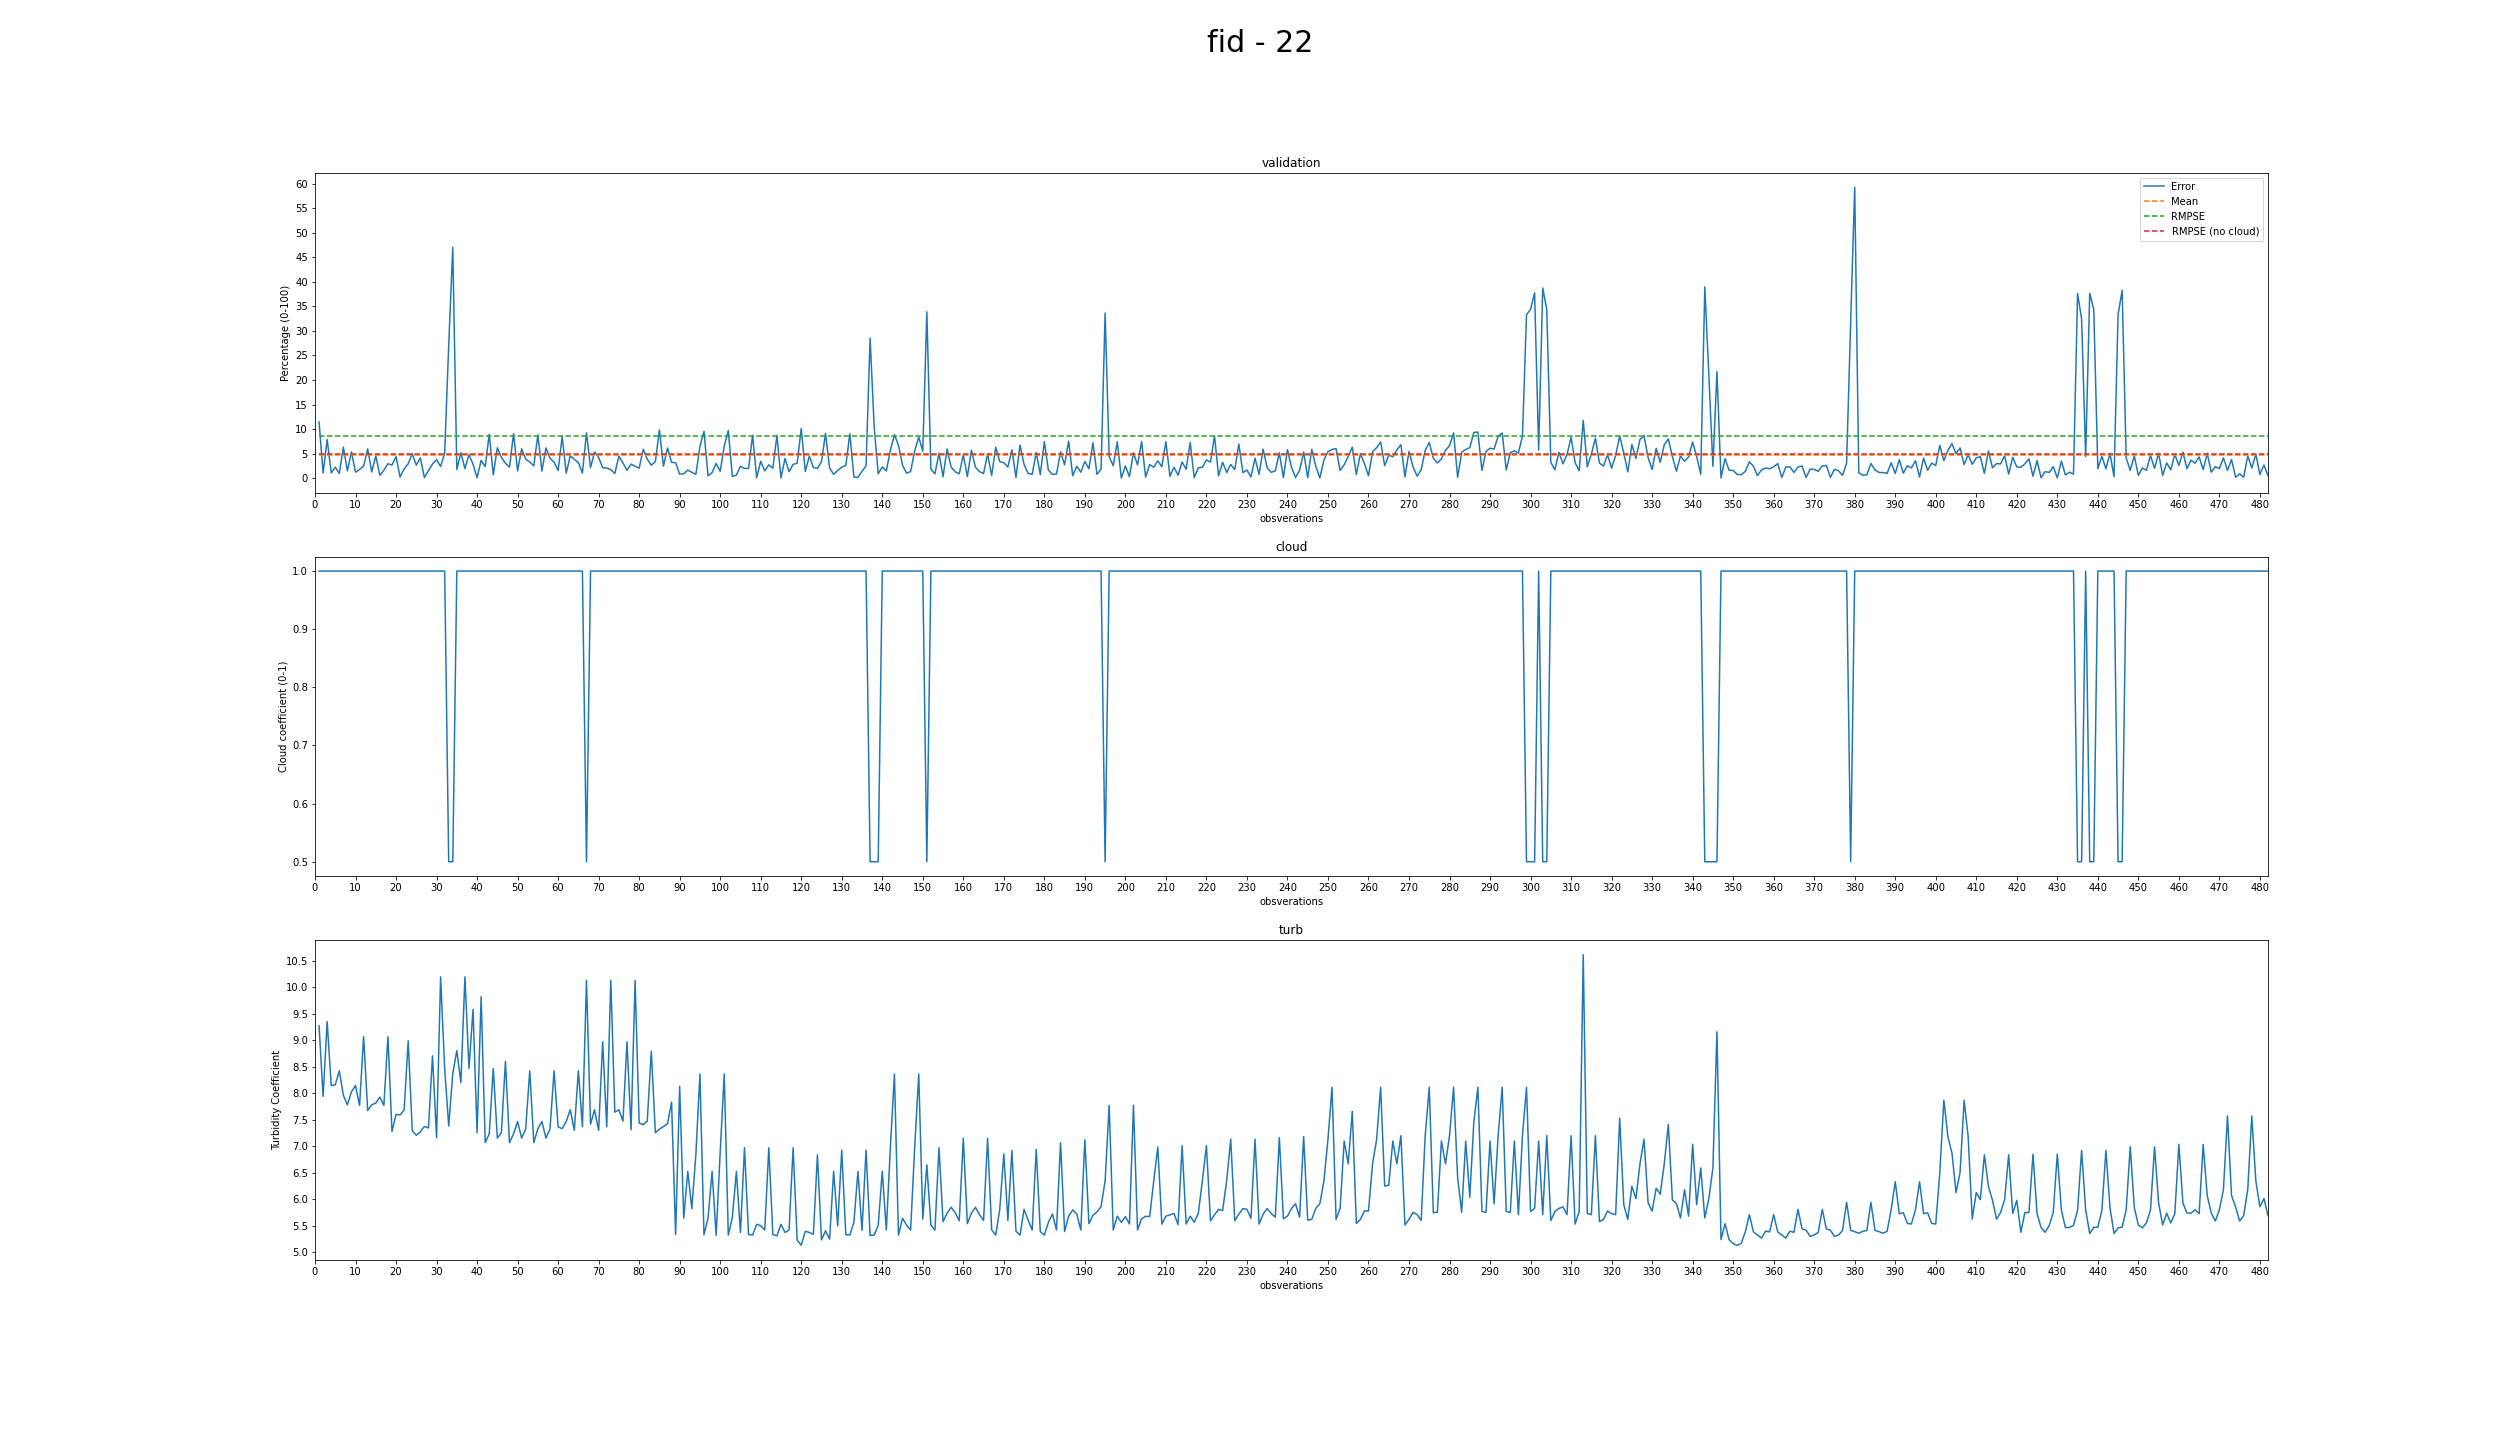 fid - 22
validation
Error
Mean
RMPSE
RMPSE (no cloud)
Percentage (0-100)
60
55
50
45
40
35
30
25
20
15
10
5
0
0 10 20 30 40 50 60 70 80 90 100 110 120 130 140 150 160 170 180 190 200 210 220 230 240 250 260 270 280 290 300 310 320 330 340 350 360 370 380 390 400 410 420 430 440 450 460 470 480
obsverations
cloud
Cloud coefficient (0-1)
1.0
0.9
0.8
0.7
0.6
0.5
0 10 20 30 40 50 60 70 80 90 100 110 120 130 140 150 160 170 180 190 200 210 220 230 240 250 260 270 280 290 300 310 320 330 340 350 360 370 380 390 400 410 420 430 440 450 460 470 480
obsverations
turb
Turbidity Coefficient
10.5
10.0
9.5
9.0
8.5
8.0
7.5
7.0
6.5
6.0
5.5
5.0
0 10 20 30 40 50 60 70 80 90 100 110 120 130 140 150 160 170 180 190 200 210 220 230 240 250 260 270 280 290 300 310 320 330 340 350 360 370 380 390 400 410 420 430 440 450 460 470 480
obsverations